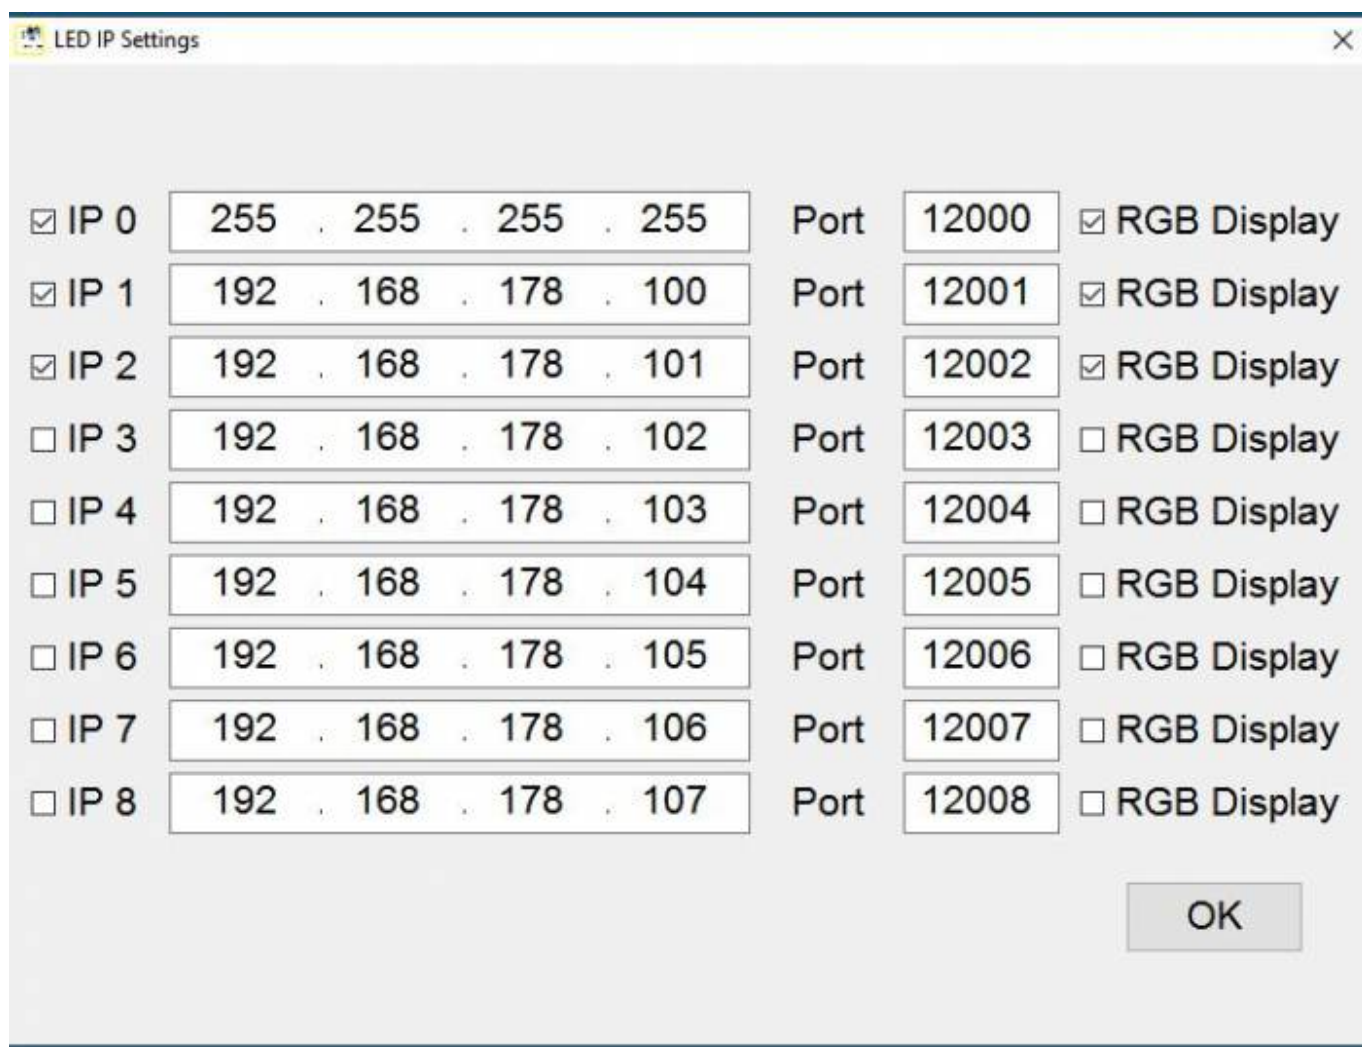 LED IP Settings
IP 0 255 . 255 . 255 . 255 Port 12000 RGB Display
IP 1 192 . 168 . 178 . 100 Port 12001 RGB Display
IP 2 192 . 168 . 178 . 101 Port 12002 RGB Display
IP 3 192 . 168 . 178 . 102 Port 12003 RGB Display
IP 4 192 . 168 . 178 . 103 Port 12004 RGB Display
IP 5 192 . 168 . 178 . 104 Port 12005 RGB Display
IP 6 192 . 168 . 178 . 105 Port 12006 RGB Display
IP 7 192 . 168 . 178 . 106 Port 12007 RGB Display
IP 8 192 . 168 . 178 . 107 Port 12008 RGB Display
OK